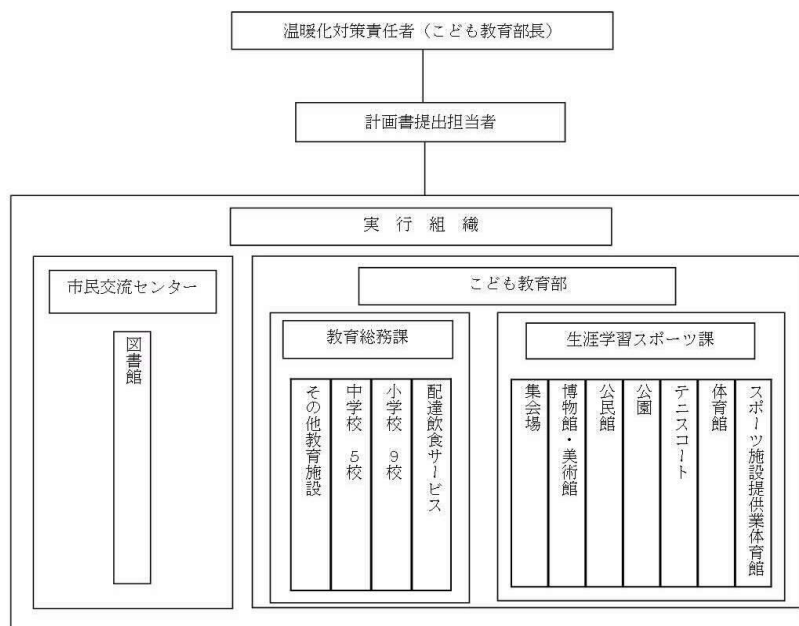 温暖化対策責任者（こども教育部長）
計画書提出担当者
実 行 組 織
市民交流センター
図書館
こども教育部
教育総務課
その他教育施設
中学校 5校
小学校 9校
配達飲食サービス
生涯学習スポーツ課
集会場
博物館・美術館
公民館
公園
テニスコート
体育館
スポーツ施設提供業体育館